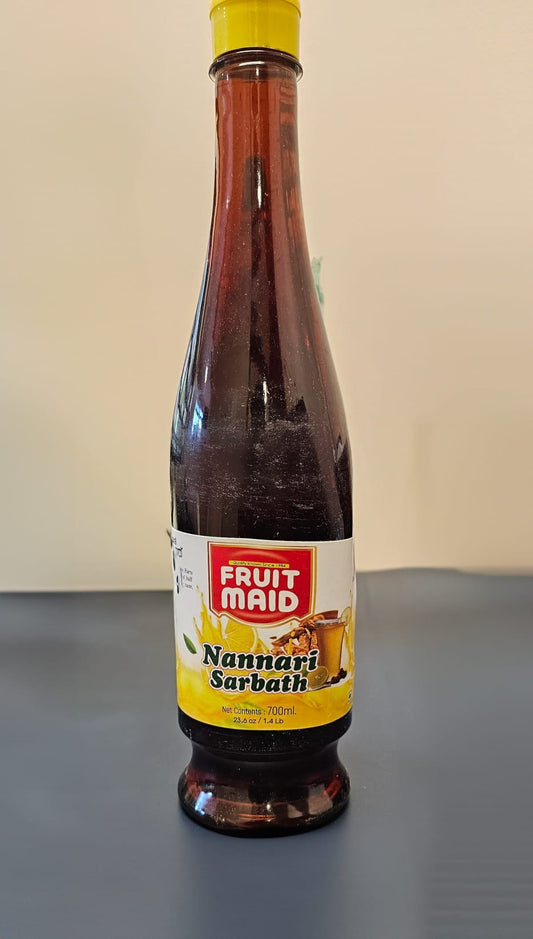 FRUIT
MAID
Nannari
Sarbath
Net Contents : 700ml.
23.6 oz / 1.4 Lb